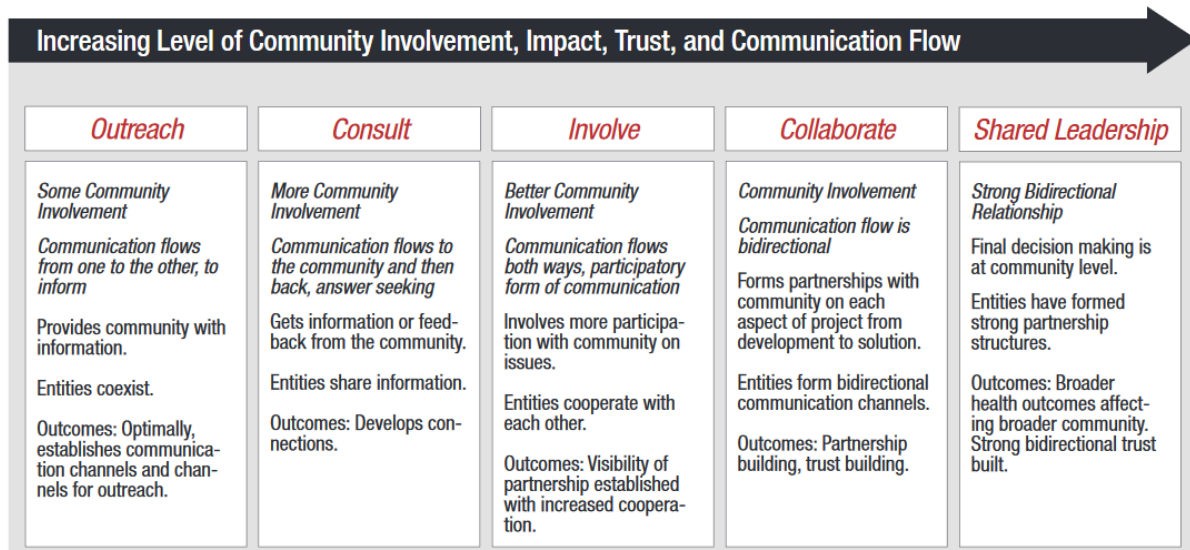 Increasing Level of Community Involvement, Impact, Trust, and Communication Flow
Outreach
Some Community
Involvement
Communication flows
from one to the other, to
inform
Provides community with
information.
Entities coexist.
Outcomes: Optimally,
establishes communica-
tion channels and chan-
nels for outreach.
Consult
More Community
Involvement
Communication flows to
the community and then
back, answer seeking
Gets information or feed-
back from the community.
Entities share information.
Outcomes: Develops con-
nections.
Involve
Better Community
Involvement
Communication flows
both ways, participatory
form of communication
Involves more participa-
tion with community on
issues.
Entities cooperate with
each other.
Outcomes: Visibility of
partnership established
with increased coopera-
tion.
Collaborate
Community Involvement
Communication flow is
bidirectional
Forms partnerships with
community on each
aspect of project from
development to solution.
Entities form bidirectional
communication channels.
Outcomes: Partnership
building, trust building.
Shared Leadership
Strong Bidirectional
Relationship
Final decision making is
at community level.
Entities have formed
strong partnership
structures.
Outcomes: Broader
health outcomes affect-
ing broader community.
Strong bidirectional trust
built.